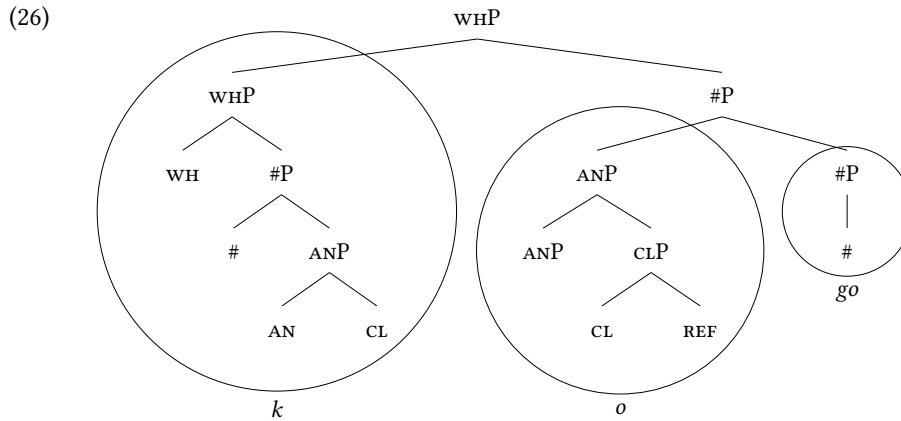 (26) WHP
WHP #P
WH #P ANP #P
# ANP ANP CLP #
AN CL CL REF go
k o